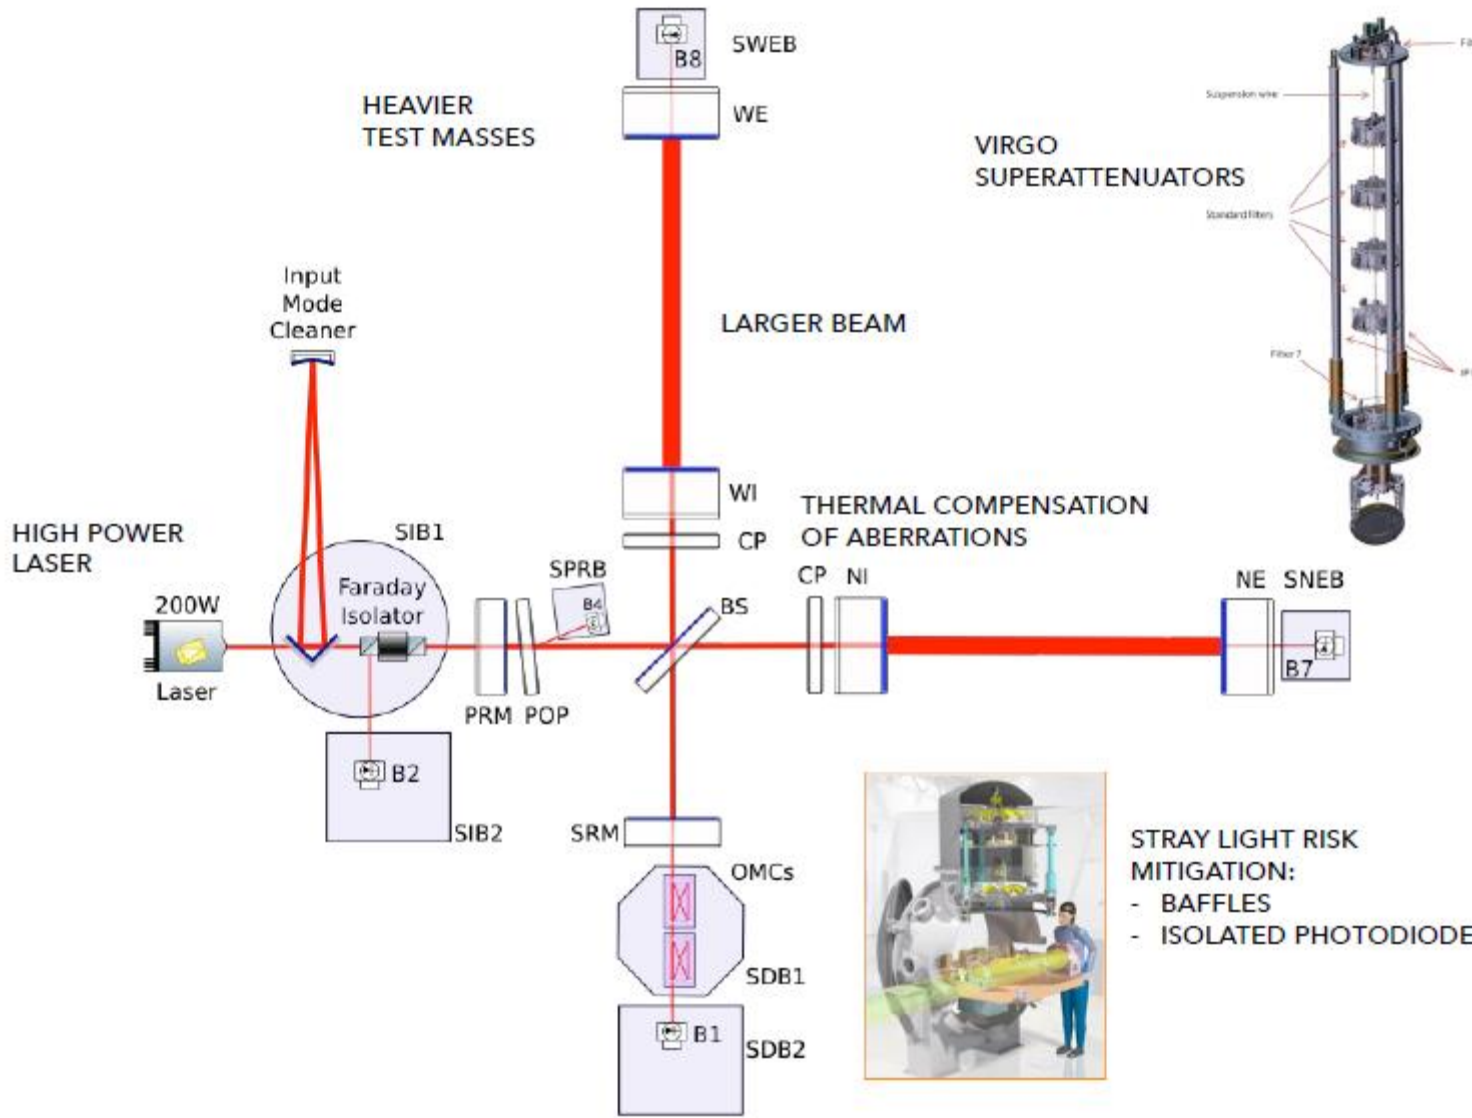 SWEB
B8
WE
HEAVIER
TEST MASSES
VIRGO
SUPERATTENUATORS
Suspension wire
Standard filters
Filter 7
Input
Mode
Cleaner
LARGER BEAM
WI
CP
THERMAL COMPENSATION
OF ABERRATIONS
HIGH POWER
LASER
SIB1
Faraday
Isolator
200W
Laser
SPRB
B4
BS
CP
NI
NE
SNEB
B7
PRM
POP
B2
SIB2
SRM
OMCs
SDB1
B1
SDB2
STRAY LIGHT RISK
MITIGATION:
- BAFFLES
- ISOLATED PHOTODIODE